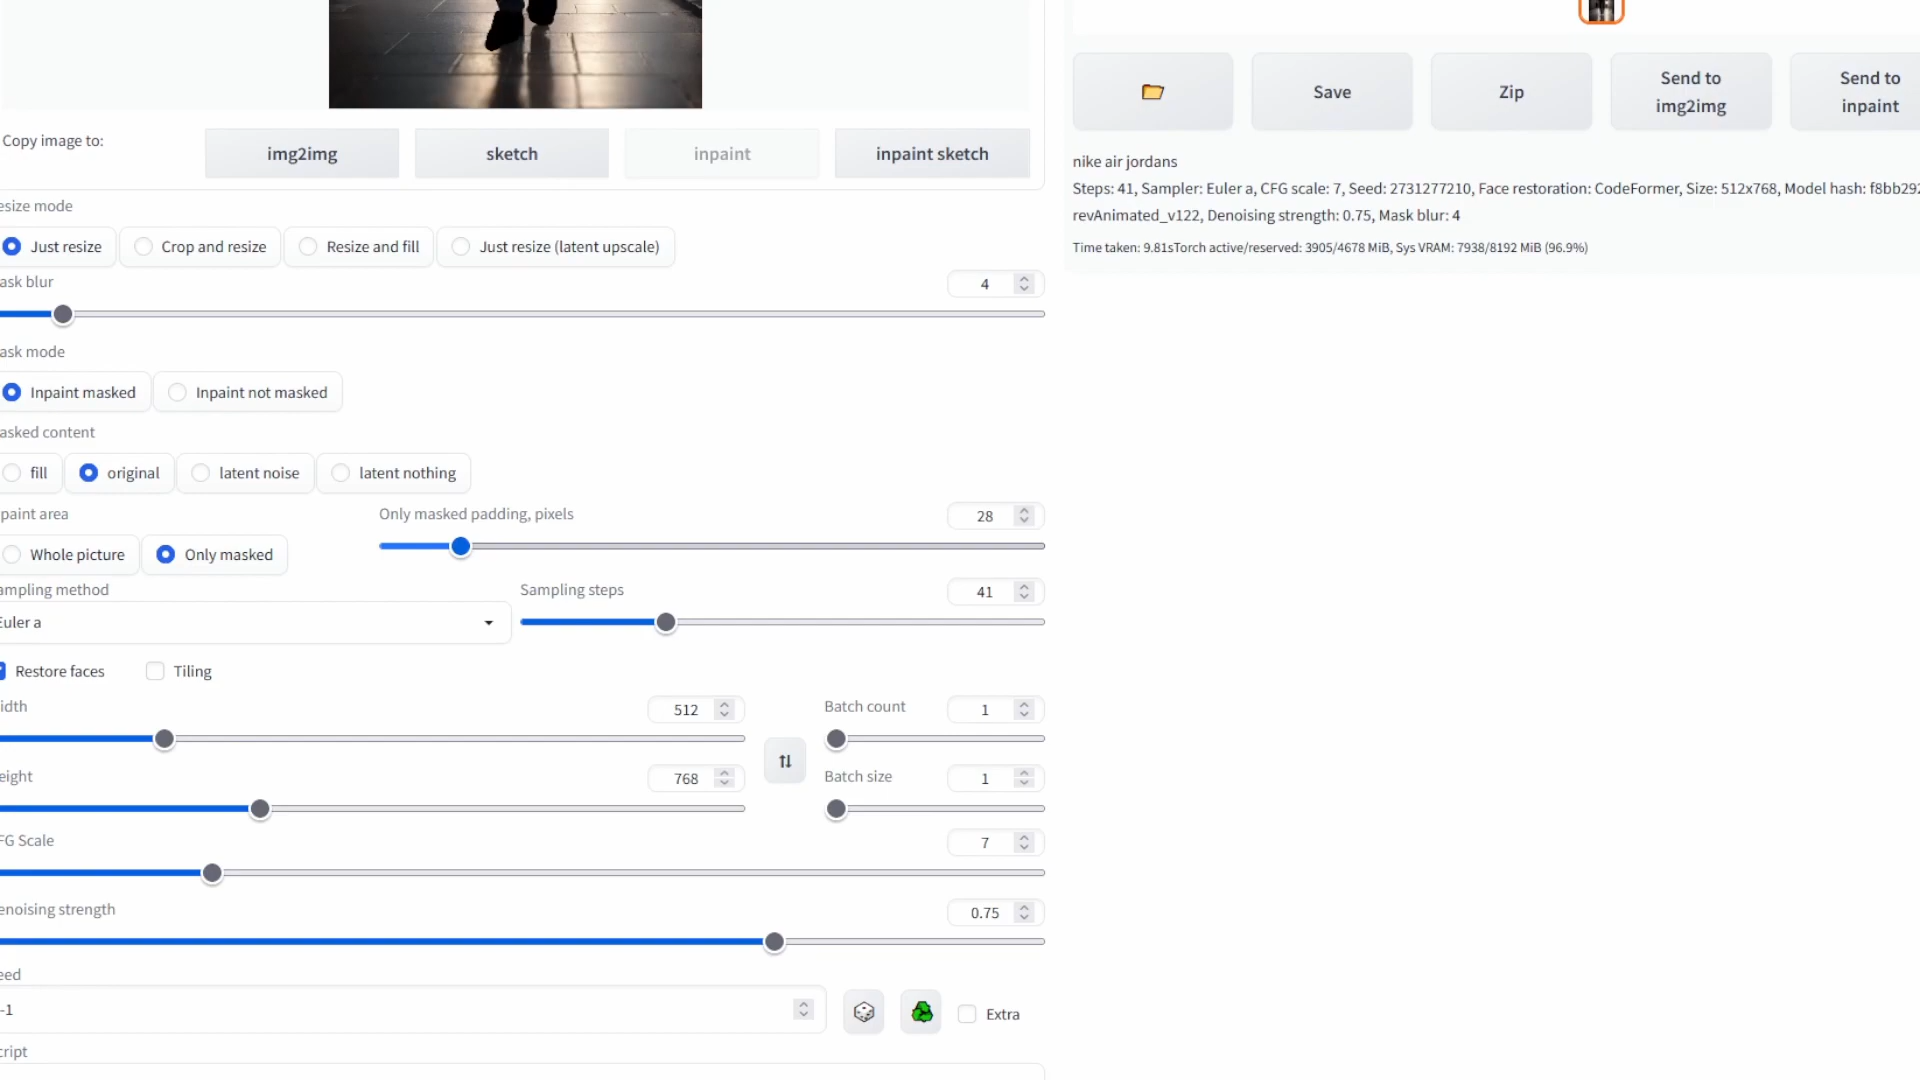 Copy image to:
img2img
sketch
inpaint
inpaint sketch
esize mode
Just resize
Crop and resize
Resize and fill
Just resize (latent upscale)
ask blur
4
ask mode
Inpaint masked
Inpaint not masked
asked content
fill
original
latent noise
latent nothing
paint area
Whole picture
Only masked
Only masked padding, pixels
28
ampling method
Euler a
Sampling steps
41
Restore faces
Tiling
idth
512
eight
768
Batch count
1
Batch size
1
FG Scale
7
enoising strength
0.75
eed
-1
Extra
cript
Save
Zip
Send to
img2img
Send to
inpaint
nike air jordans
Steps: 41, Sampler: Euler a, CFG scale: 7, Seed: 2731277210, Face restoration: CodeFormer, Size: 512x768, Model hash: f8bb292
revAnimated_v122, Denoising strength: 0.75, Mask blur: 4
Time taken: 9.81sTorch active/reserved: 3905/4678 MiB, Sys VRAM: 7938/8192 MiB (96.9%)